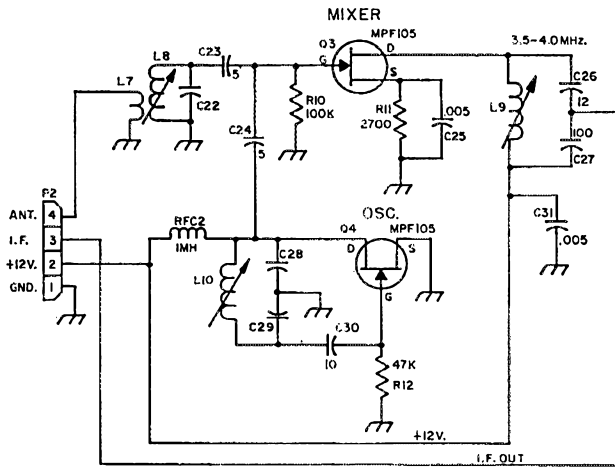 MIXER
MPF105
Q3
D
G
S
3.5-4.0MHz.
L8
L7
C23
5
C22
R10
100K
R11
2700
.005
C25
L9
C26
12
100
C27
C24
5
C31
.005
P2
ANT. 4
I.F. 3
+12V. 2
GND. 1
RFC2
1MH
OSC.
Q4
MPF105
D
S
G
L10
C28
C29
C30
10
47K
R12
+12V.
I.F. OUT